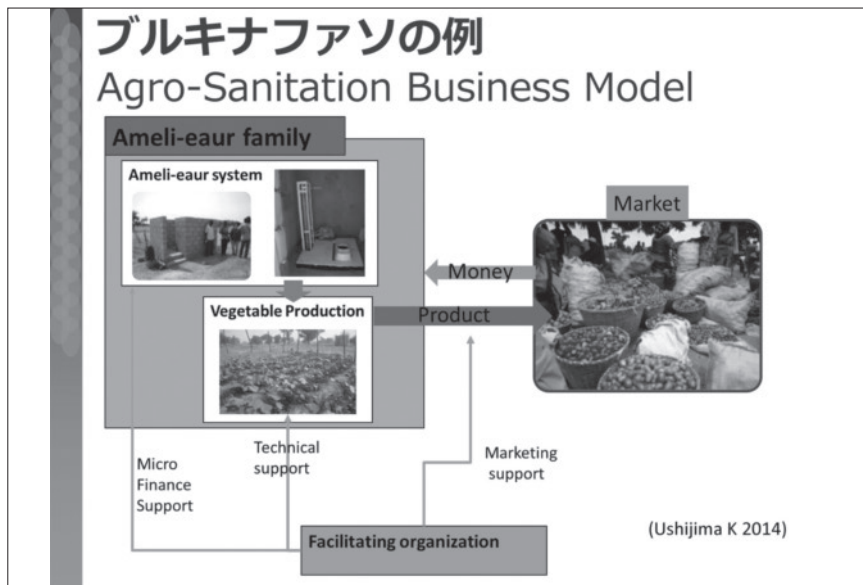 ブルキナファソの例
Agro-Sanitation Business Model
Ameli-eaur family
Ameli-eaur system
Market
Money
Vegetable Production
Product
Technical
support
Marketing
support
Micro
Finance
Support
Facilitating organization
(Ushijima K 2014)